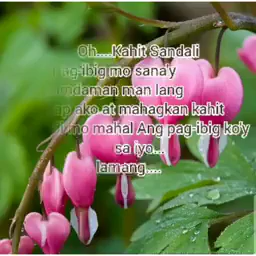 Oh....Kahit Sandali
pag-ibig mo sana'y
man lang
ako at mahagkan kahit
mo mahal Ang pag-ibig ko'y
sa iyo...
lamang....